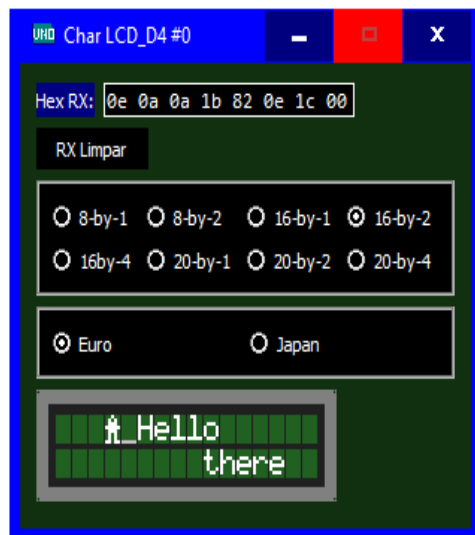 UNO Char LCD_D4 #0
Hex RX: 0e 0a 0a 1b 82 0e 1c 00
RX Limpar
8-by-1 8-by-2 16-by-1 16-by-2
16by-4 20-by-1 20-by-2 20-by-4
Euro Japan
_Hello
there